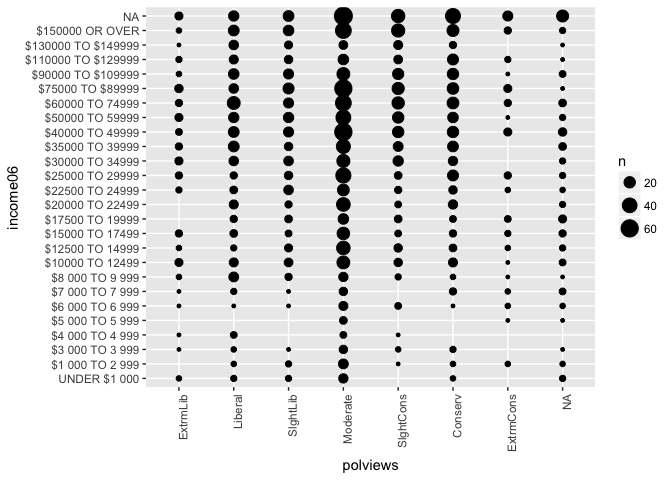 NA
$150000 OR OVER
$130000 TO $149999
$110000 TO $129999
$90000 TO $109999
$75000 TO $89999
$60000 TO 74999
$50000 TO 59999
$40000 TO 49999
$35000 TO 39999
$30000 TO 34999
$25000 TO 29999
$22500 TO 24999
$20000 TO 22499
$17500 TO 19999
$15000 TO 17499
$12500 TO 14999
$10000 TO 12499
$8 000 TO 9 999
$7 000 TO 7 999
$6 000 TO 6 999
$5 000 TO 5 999
$4 000 TO 4 999
$3 000 TO 3 999
$1 000 TO 2 999
UNDER $1 000
income06
ExtrmLib
Liberal
SlghtLib
Moderate
SlghtCons
Conserv
ExtrmCons
NA
polviews
n
20
40
60